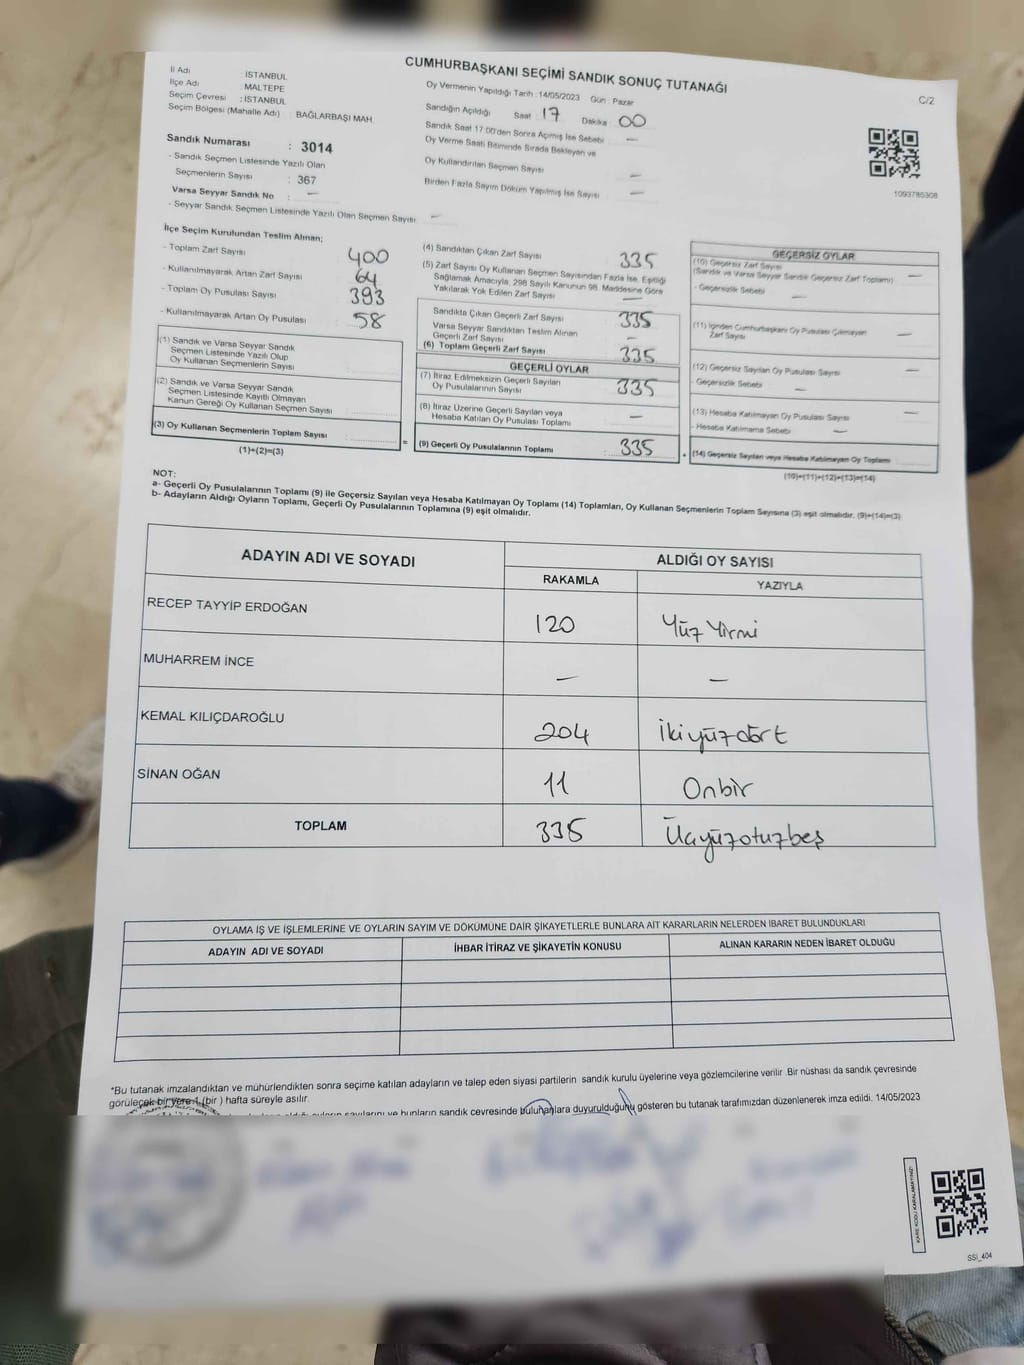 CUMHURBAŞKANI SEÇİMİ SANDIK SONUÇ TUTANAĞI
C/2
İl Adı : İSTANBUL
İlçe Adı : MALTEPE
Seçim Çevresi : İSTANBUL
Seçim Bölgesi (Mahalle Adı) : BAĞLARBAŞI MAH.
Oy Vermenin Yapıldığı Tarih : 14/05/2023 Gün : Pazar
Sandığın Açıldığı Saat 17 Dakika 00
Sandık Saat 17:00'den Sonra Açılmış İse Sebebi —
Oy Verme Saati Bitiminde Sırada Bekleyen ve
Oy Kullandırılan Seçmen Sayısı —
Birden Fazla Sayım Döküm Yapılmış İse Sayısı —
1093785308
Sandık Numarası : 3014
- Sandık Seçmen Listesinde Yazılı Olan
Seçmenlerin Sayısı : 367
Varsa Seyyar Sandık No : —
- Seyyar Sandık Seçmen Listesinde Yazılı Olan Seçmen Sayısı : —
İlçe Seçim Kurulundan Teslim Alınan;
- Toplam Zarf Sayısı 400
- Kullanılmayarak Artan Zarf Sayısı 64
- Toplam Oy Pusulası Sayısı 393
- Kullanılmayarak Artan Oy Pusulası 58
(1) Sandık ve Varsa Seyyar Sandık
Seçmen Listesinde Yazılı Olup
Oy Kullanan Seçmenlerin Sayısı
(2) Sandık ve Varsa Seyyar Sandık
Seçmen Listesinde Kayıtlı Olmayan
Kanun Gereği Oy Kullanan Seçmen Sayısı
(3) Oy Kullanan Seçmenlerin Toplam Sayısı :
(1)+(2)=(3)
=
(4) Sandıktan Çıkan Zarf Sayısı 335
(5) Zarf Sayısı Oy Kullanan Seçmen Sayısından Fazla İse, Eşitliği
Sağlamak Amacıyla, 298 Sayılı Kanunun 98. Maddesine Göre
Yakılarak Yok Edilen Zarf Sayısı —
Sandıkta Çıkan Geçerli Zarf Sayısı 335
Varsa Seyyar Sandıktan Teslim Alınan
Geçerli Zarf Sayısı —
(6) Toplam Geçerli Zarf Sayısı 335
GEÇERLİ OYLAR
(7) İtiraz Edilmeksizin Geçerli Sayılan
Oy Pusulalarının Sayısı 335
(8) İtiraz Üzerine Geçerli Sayılan veya
Hesaba Katılan Oy Pusulası Toplamı —
(9) Geçerli Oy Pusulalarının Toplamı : 335
+
GEÇERSİZ OYLAR
(10) Geçersiz Zarf Sayısı
(Sandık ve Varsa Seyyar Sandık Geçersiz Zarf Toplamı) —
- Geçersizlik Sebebi —
(11) İçinden Cumhurbaşkanı Oy Pusulası Çıkmayan
Zarf Sayısı —
(12) Geçersiz Sayılan Oy Pusulası Sayısı —
- Geçersizlik Sebebi —
(13) Hesaba Katılmayan Oy Pusulası Sayısı —
- Hesaba Katılmama Sebebi —
(14) Geçersiz Sayılan veya Hesaba Katılmayan Oy Toplamı
(10)+(11)+(12)+(13)=(14)
NOT:
a- Geçerli Oy Pusulalarının Toplamı (9) ile Geçersiz Sayılan veya Hesaba Katılmayan Oy Toplamı (14) Toplamları, Oy Kullanan Seçmenlerin Toplam Sayısına (3) eşit olmalıdır. (9)+(14)=(3)
b- Adayların Aldığı Oyların Toplamı, Geçerli Oy Pusulalarının Toplamına (9) eşit olmalıdır.
ADAYIN ADI VE SOYADI ALDIĞI OY SAYISI
RAKAMLA YAZIYLA
RECEP TAYYİP ERDOĞAN 120 Yüz Yirmi
MUHARREM İNCE — —
KEMAL KILIÇDAROĞLU 204 İkiyüzdört
SİNAN OĞAN 11 Onbir
TOPLAM 335 Üçyüzotuzbeş
OYLAMA İŞ VE İŞLEMLERİNE VE OYLARIN SAYIM VE DÖKÜMÜNE DAİR ŞİKAYETLERLE BUNLARA AİT KARARLARIN NELERDEN İBARET BULUNDUKLARI
ADAYIN ADI VE SOYADI İHBAR İTİRAZ VE ŞİKAYETİN KONUSU ALINAN KARARIN NEDEN İBARET OLDUĞU
*Bu tutanak imzalandıktan ve mühürlendikten sonra seçime katılan adayların ve talep eden siyasi partilerin sandık kurulu üyelerine veya gözlemcilerine verilir .Bir nüshası da sandık çevresinde
görülecek bir yere 1 (bir ) hafta süreyle asılır.
sayılarını ve bunların sandık çevresinde bulunanlara duyurulduğunu gösteren bu tutanak tarafımızdan düzenlenerek imza edildi. 14/05/2023
KARE KODU KARALAMAYINIZ!
SSI_404